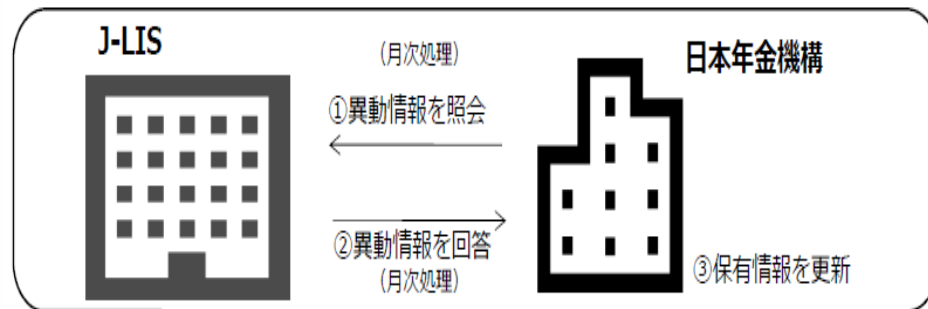 J-LIS
(月次処理)
日本年金機構
①異動情報を照会
②異動情報を回答
(月次処理)
③保有情報を更新